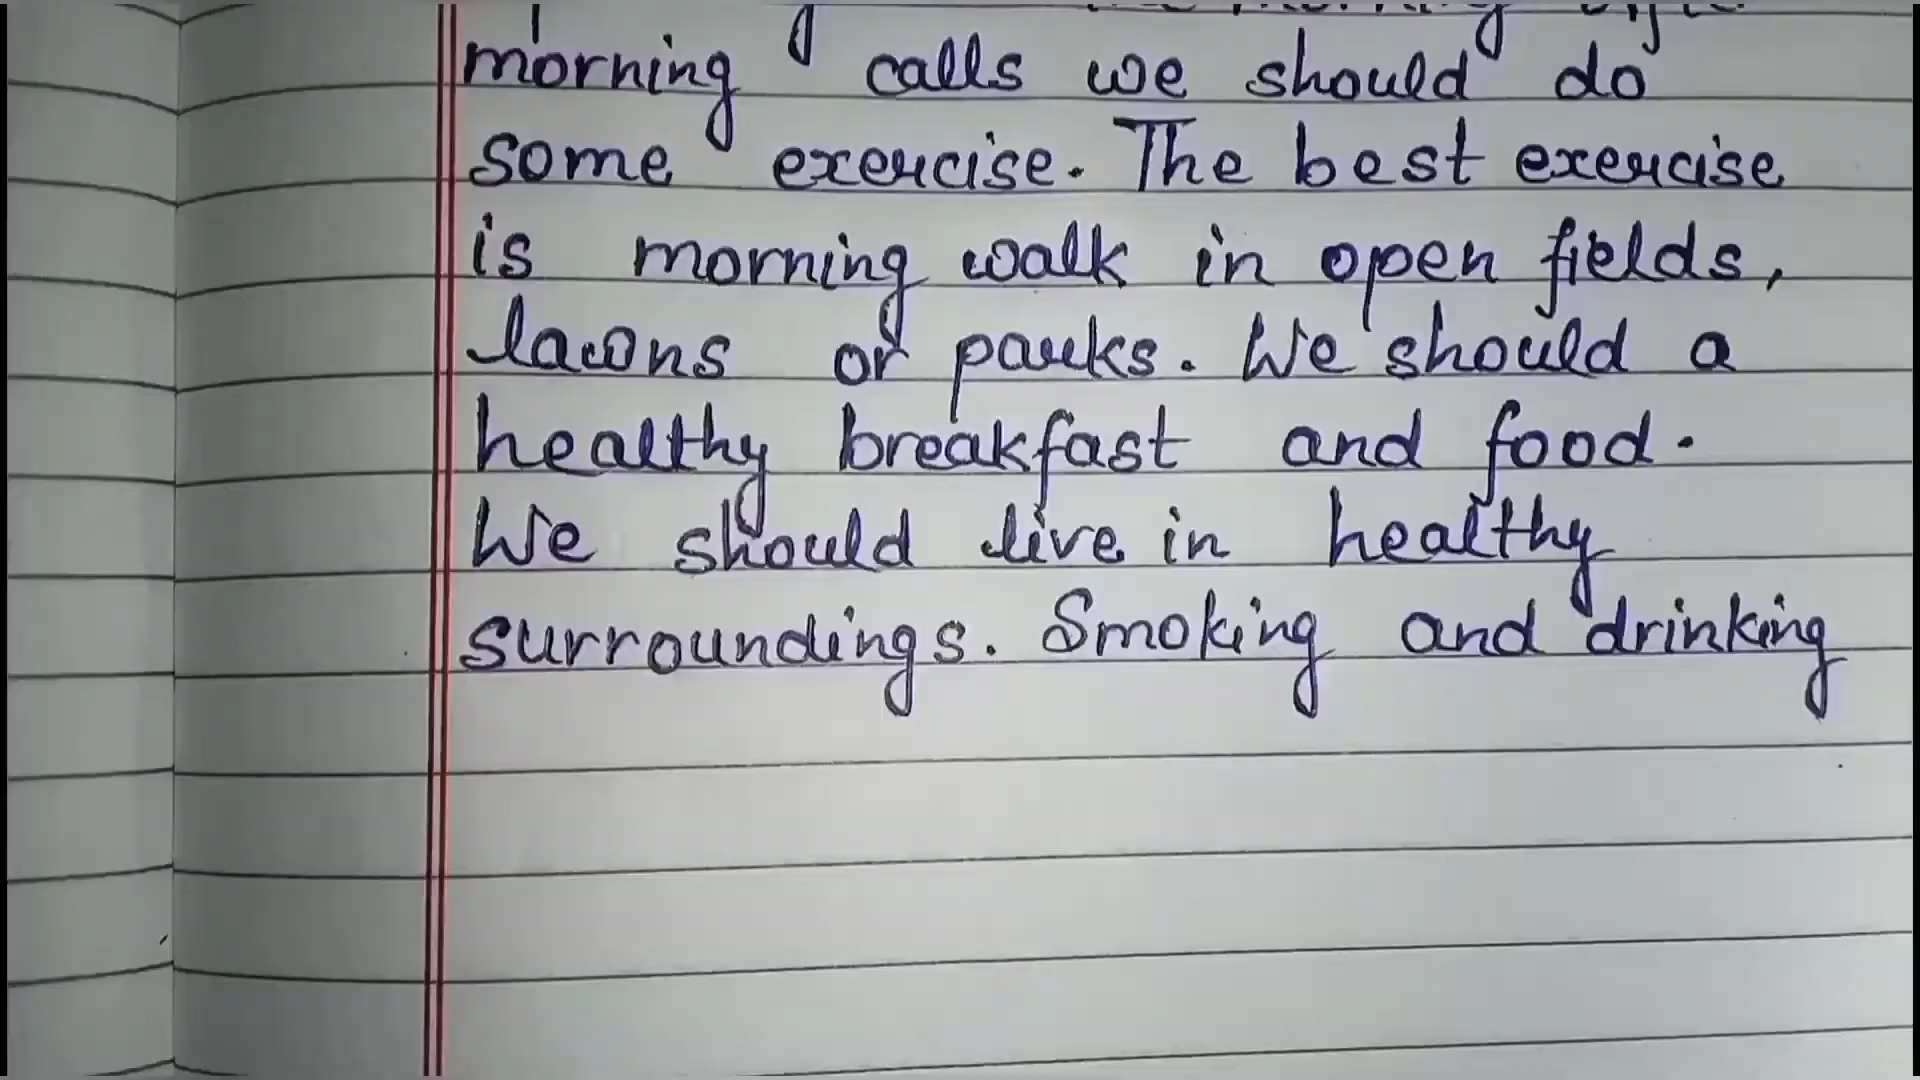 morning calls we should do
some exercise. The best exercise
is morning walk in open fields,
lawns or parks. We should a
healthy breakfast and food.
We should live in healthy
surroundings. Smoking and drinking